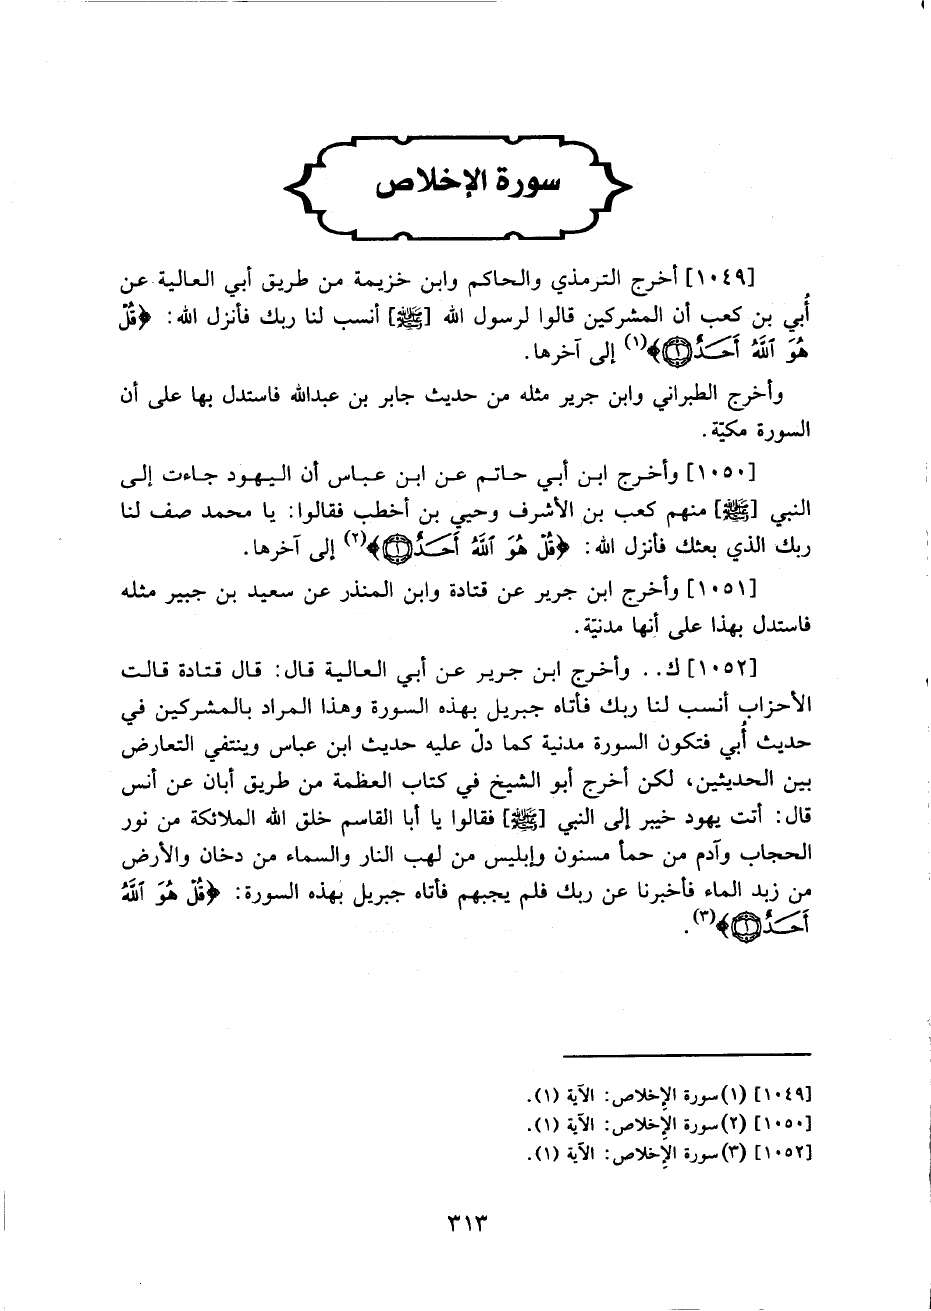 سورة الإخلاص
[١٠٤٩] أخرج الترمذي والحاكم وابن خزيمة من طريق أبي العالية عن
أُبي بن كعب أن المشركين قالوا لرسول الله [ﷺ] أنسب لنا ربك فأنزل الله: ﴿قُلْ
هُوَ ٱللَّهُ أَحَدٌ ۝١﴾(١) إلى آخرها.
وأخرج الطبراني وابن جرير مثله من حديث جابر بن عبدالله فاستدل بها على أن
السورة مكيّة.
[١٠٥٠] وأخرج ابن أبي حاتم عن ابن عباس أن اليهود جاءت إلى
النبي [ﷺ] منهم كعب بن الأشرف وحيي بن أخطب فقالوا: يا محمد صف لنا
ربك الذي بعثك فأنزل الله: ﴿قُلْ هُوَ ٱللَّهُ أَحَدٌ ۝١﴾(٢) إلى آخرها.
[١٠٥١] وأخرج ابن جرير عن قتادة وابن المنذر عن سعيد بن جبير مثله
فاستدل بهذا على أنها مدنيّة.
[١٠٥٢] ك.. وأخرج ابن جرير عن أبي العالية قال: قال قتادة قالت
الأحزاب أنسب لنا ربك فأتاه جبريل بهذه السورة وهذا المراد بالمشركين في
حديث أُبي فتكون السورة مدنية كما دلّ عليه حديث ابن عباس وينتفي التعارض
بين الحديثين، لكن أخرج أبو الشيخ في كتاب العظمة من طريق أبان عن أنس
قال: أتت يهود خيبر إلى النبي [ﷺ] فقالوا يا أبا القاسم خلق الله الملائكة من نور
الحجاب وآدم من حمأ مسنون وإبليس من لهب النار والسماء من دخان والأرض
من زبد الماء فأخبرنا عن ربك فلم يجبهم فأتاه جبريل بهذه السورة: ﴿قُلْ هُوَ ٱللَّهُ
أَحَدٌ ۝١﴾(٣).
[١٠٤٩] (١) سورة الإخلاص: الآية (١).
[١٠٥٠] (٢) سورة الإخلاص: الآية (١).
[١٠٥٢] (٣) سورة الإخلاص: الآية (١).
٣١٣